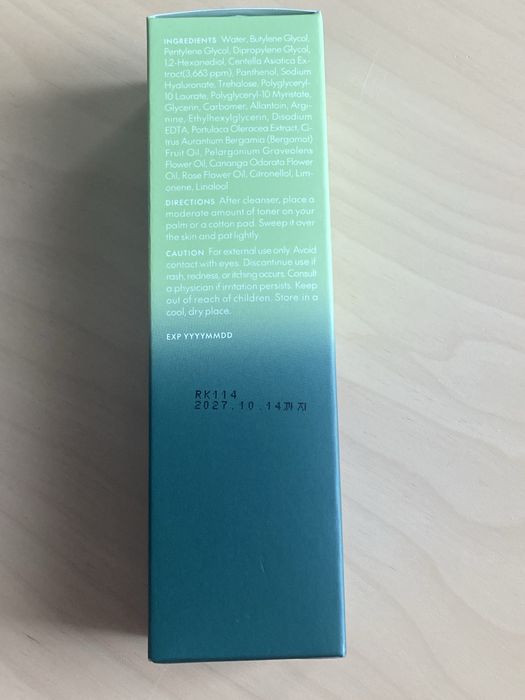 INGREDIENTS Water, Butylene Glycol,
Pentylene Glycol, Dipropylene Glycol,
1,2-Hexanediol, Centella Asiatica Ex-
tract(3,663 ppm), Panthenol, Sodium
Hyaluronate, Trehalose, Polyglyceryl-
10 Laurate, Polyglyceryl-10 Myristate,
Glycerin, Carbomer, Allantoin, Argi-
nine, Ethylhexylglycerin, Disodium
EDTA, Portulaca Oleracea Extract, Ci-
trus Aurantium Bergamia (Bergamot)
Fruit Oil, Pelargonium Graveolens
Flower Oil, Cananga Odorata Flower
Oil, Rose Flower Oil, Citronellol, Lim-
onene, Linalool
DIRECTIONS After cleanser, place a
moderate amount of toner on your
palm or a cotton pad. Sweep it over
the skin and pat lightly.
CAUTION For external use only. Avoid
contact with eyes. Discontinue use if
rash, redness, or itching occurs. Consult
a physician if irritation persists. Keep
out of reach of children. Store in a
cool, dry place.
EXP YYYYMMDD
RK114
2027.10.14까지